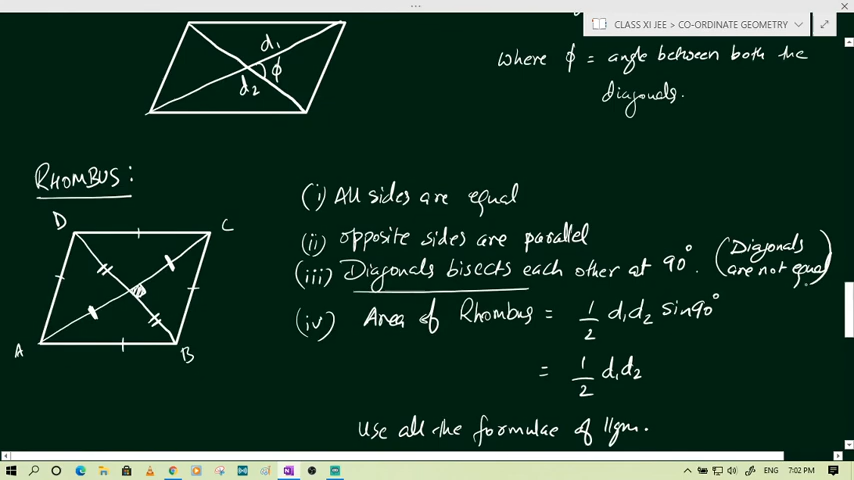 CLASS XI JEE > CO-ORDINATE GEOMETRY
d1
ϕ
d2
where ϕ = angle between both the
diagonals.
RHOMBUS:
D
C
A
B
(i) All sides are equal
(ii) opposite sides are parallel
(iii) Diagonals bisects each other at 90°. (Diagonals
are not equal)
(iv) Area of Rhombus = 1/2 d1d2 sin90°
= 1/2 d1d2
Use all the formulae of llgm.
ENG 7:02 PM